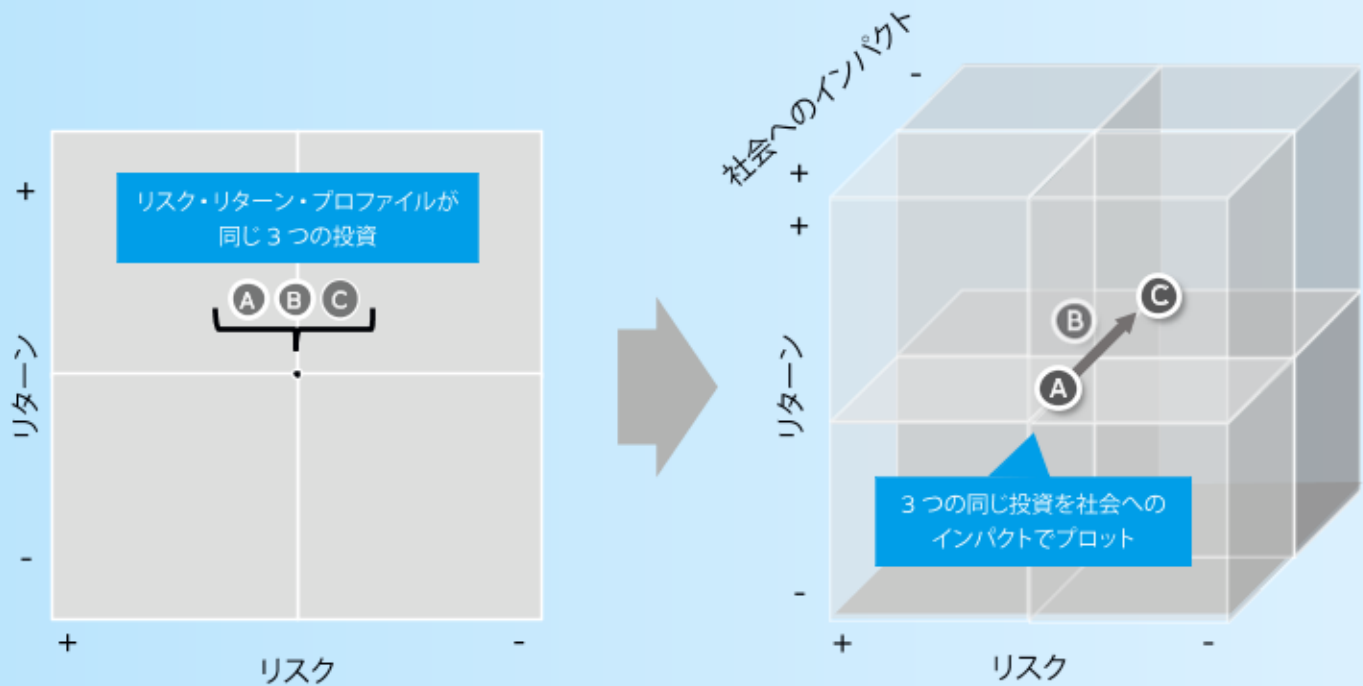 +
リスク・リターン・プロファイルが
同じ3つの投資
A B C
リターン
-
+ -
リスク
社会へのインパクト
-
+
+
C
B
A
リターン
3つの同じ投資を社会への
インパクトでプロット
-
+ -
リスク